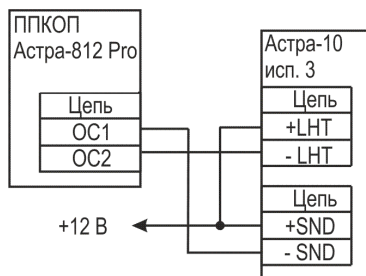 ППКОП
Астра-812 Pro
Цепь
ОС1
ОС2
+12 В
Астра-10
исп. 3
Цепь
+LHT
- LHT
Цепь
+SND
- SND